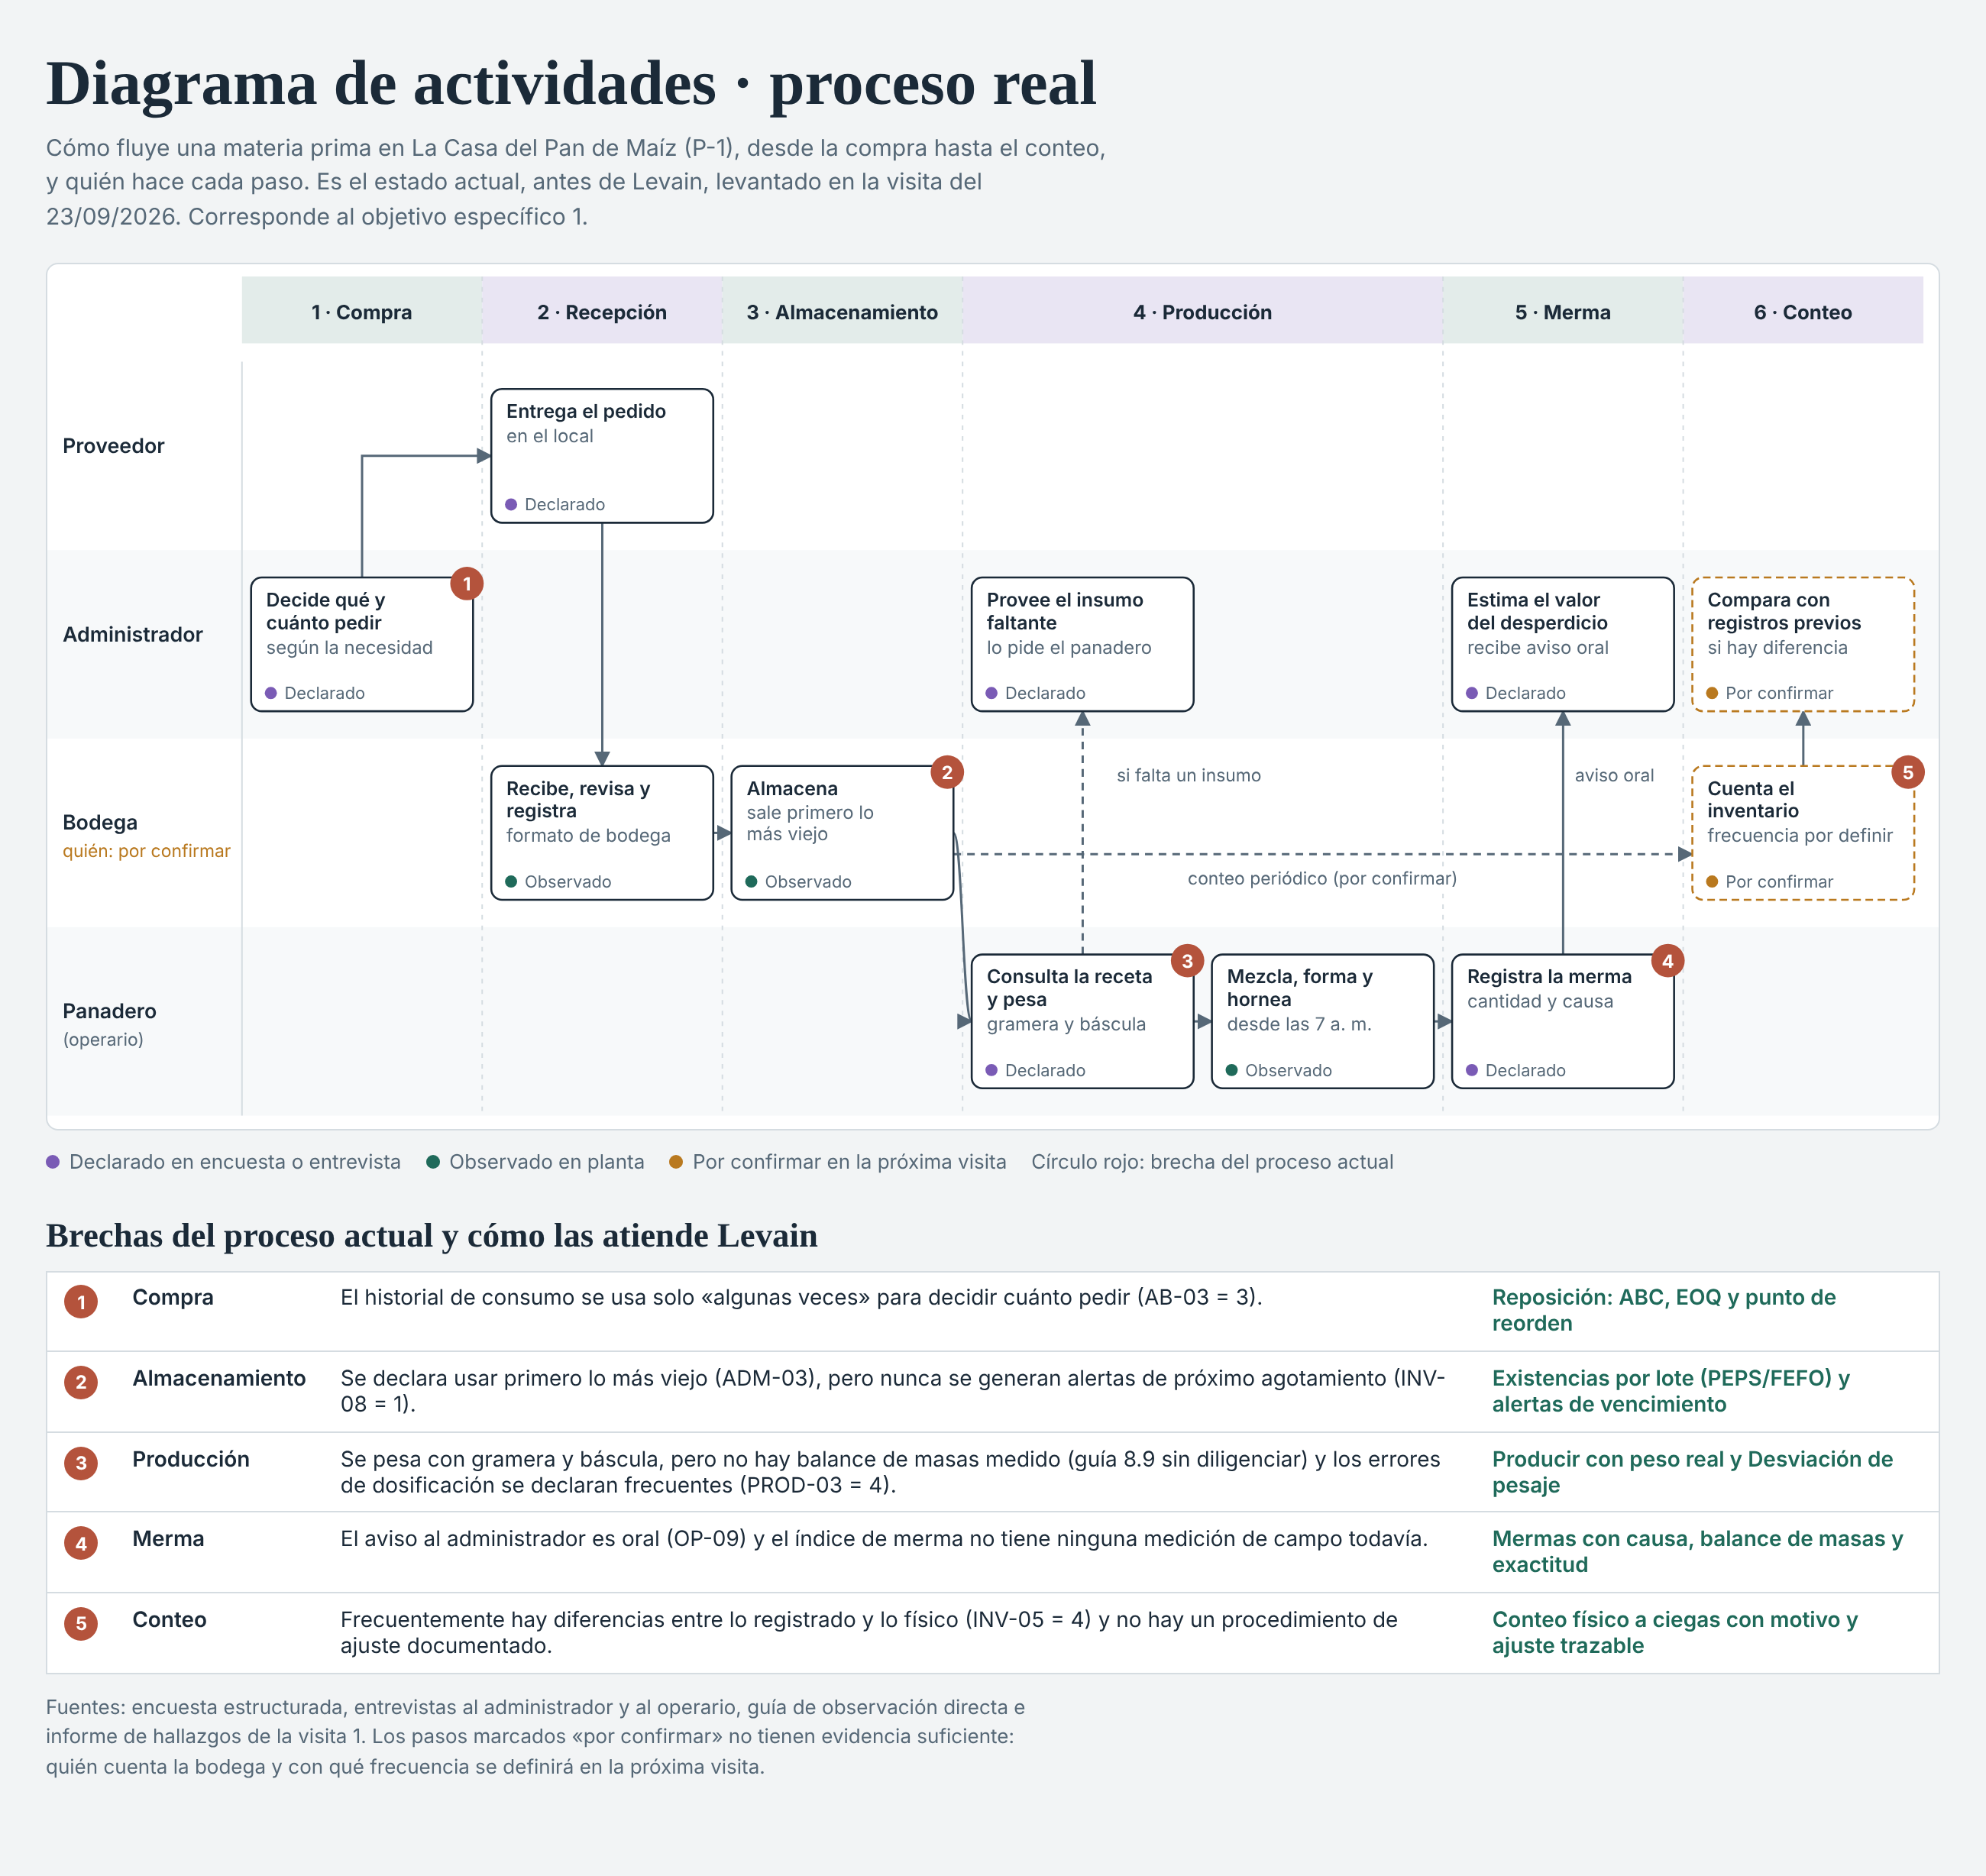 Diagrama de actividades · proceso real
Cómo fluye una materia prima en La Casa del Pan de Maíz (P-1), desde la compra hasta el conteo,
y quién hace cada paso. Es el estado actual, antes de Levain, levantado en la visita del
23/09/2026. Corresponde al objetivo específico 1.
1 · Compra
2 · Recepción
3 · Almacenamiento
4 · Producción
5 · Merma
6 · Conteo
Proveedor
Entrega el pedido
en el local
Declarado
Administrador
1
Decide qué y
cuánto pedir
según la necesidad
Declarado
Provee el insumo
faltante
lo pide el panadero
Declarado
Estima el valor
del desperdicio
recibe aviso oral
Declarado
Compara con
registros previos
si hay diferencia
Por confirmar
Bodega
quién: por confirmar
Recibe, revisa y
registra
formato de bodega
Observado
2
Almacena
sale primero lo
más viejo
Observado
si falta un insumo
aviso oral
conteo periódico (por confirmar)
5
Cuenta el
inventario
frecuencia por definir
Por confirmar
Panadero
(operario)
3
Consulta la receta
y pesa
gramera y báscula
Declarado
Mezcla, forma y
hornea
desde las 7 a. m.
Observado
4
Registra la merma
cantidad y causa
Declarado
Declarado en encuesta o entrevista
Observado en planta
Por confirmar en la próxima visita
Círculo rojo: brecha del proceso actual
Brechas del proceso actual y cómo las atiende Levain
1
Compra
El historial de consumo se usa solo «algunas veces» para decidir cuánto pedir (AB-03 = 3).
Reposición: ABC, EOQ y punto de
reorden
2
Almacenamiento
Se declara usar primero lo más viejo (ADM-03), pero nunca se generan alertas de próximo agotamiento (INV-
08 = 1).
Existencias por lote (PEPS/FEFO) y
alertas de vencimiento
3
Producción
Se pesa con gramera y báscula, pero no hay balance de masas medido (guía 8.9 sin diligenciar) y los errores
de dosificación se declaran frecuentes (PROD-03 = 4).
Producir con peso real y Desviación de
pesaje
4
Merma
El aviso al administrador es oral (OP-09) y el índice de merma no tiene ninguna medición de campo todavía.
Mermas con causa, balance de masas y
exactitud
5
Conteo
Frecuentemente hay diferencias entre lo registrado y lo físico (INV-05 = 4) y no hay un procedimiento de
ajuste documentado.
Conteo físico a ciegas con motivo y
ajuste trazable
Fuentes: encuesta estructurada, entrevistas al administrador y al operario, guía de observación directa e
informe de hallazgos de la visita 1. Los pasos marcados «por confirmar» no tienen evidencia suficiente:
quién cuenta la bodega y con qué frecuencia se definirá en la próxima visita.